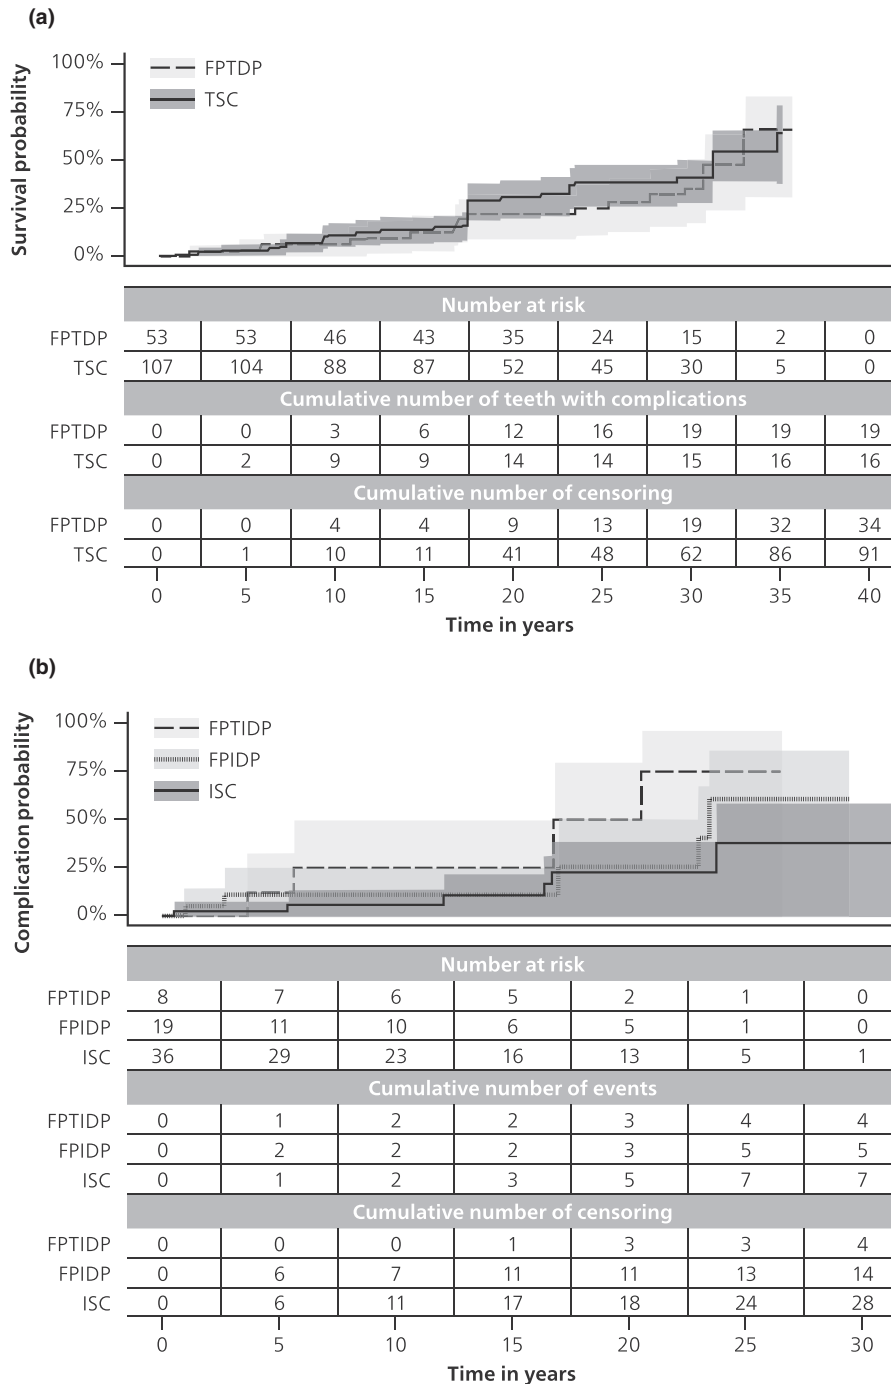 (a)
100%
75%
50%
25%
0%
Survival probability
FPTDP
TSC
Number at risk
FPTDP 53 53 46 43 35 24 15 2 0
TSC 107 104 88 87 52 45 30 5 0
Cumulative number of teeth with complications
FPTDP 0 0 3 6 12 16 19 19 19
TSC 0 2 9 9 14 14 15 16 16
Cumulative number of censoring
FPTDP 0 0 4 4 9 13 19 32 34
TSC 0 1 10 11 41 48 62 86 91
0 5 10 15 20 25 30 35 40
Time in years
(b)
100%
75%
50%
25%
0%
Complication probability
FPTIDP
FPIDP
ISC
Number at risk
FPTIDP 8 7 6 5 2 1 0
FPIDP 19 11 10 6 5 1 0
ISC 36 29 23 16 13 5 1
Cumulative number of events
FPTIDP 0 1 2 2 3 4 4
FPIDP 0 2 2 2 3 5 5
ISC 0 1 2 3 5 7 7
Cumulative number of censoring
FPTIDP 0 0 0 1 3 3 4
FPIDP 0 6 7 11 11 13 14
ISC 0 6 11 17 18 24 28
0 5 10 15 20 25 30
Time in years